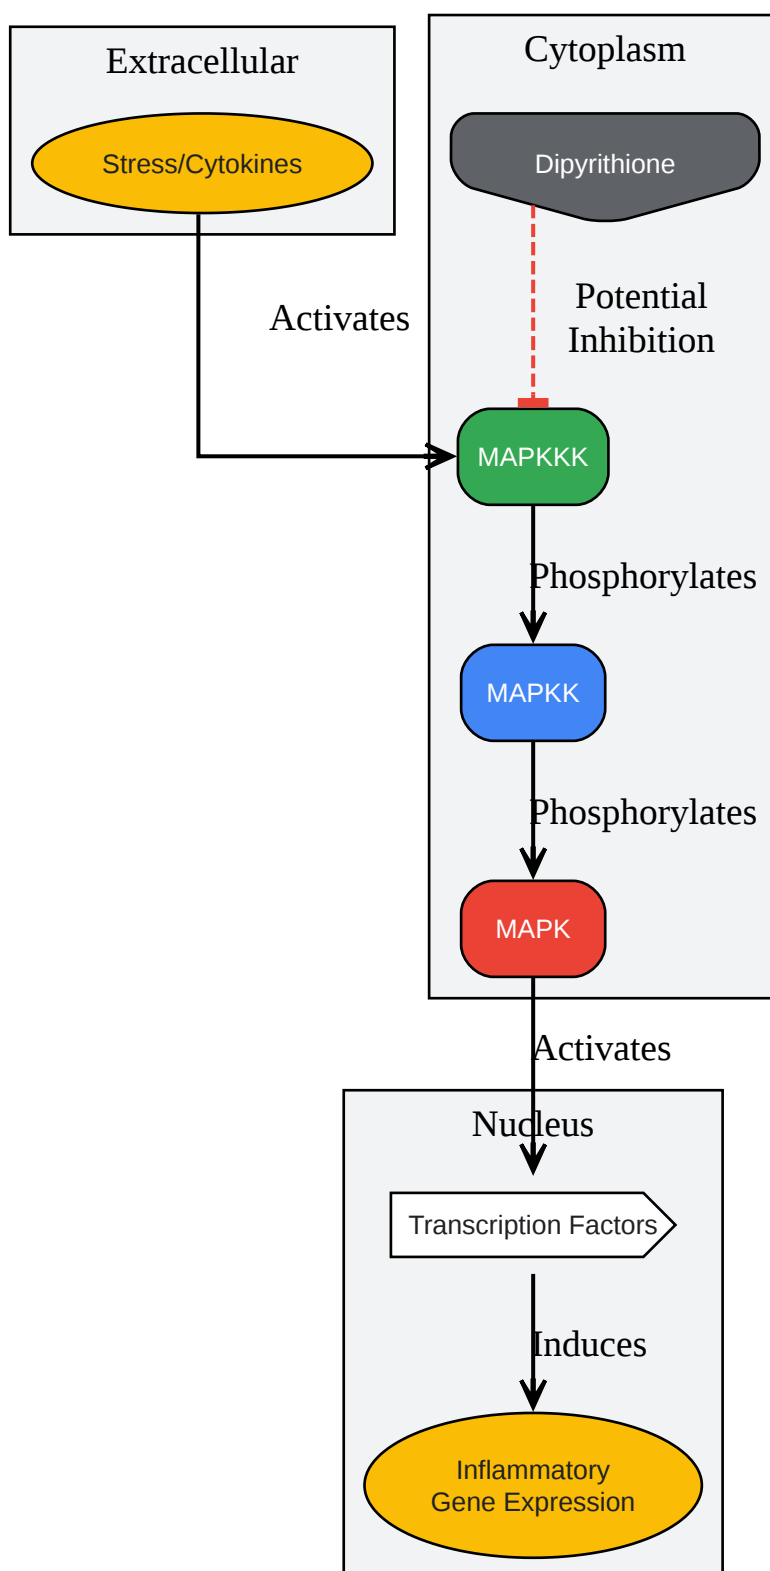 Extracellular
Stress/Cytokines
Cytoplasm
Dipyrithione
Activates
Potential
Inhibition
MAPKKK
Phosphorylates
MAPKK
Phosphorylates
MAPK
Activates
Nucleus
Transcription Factors
Induces
Inflammatory
Gene Expression